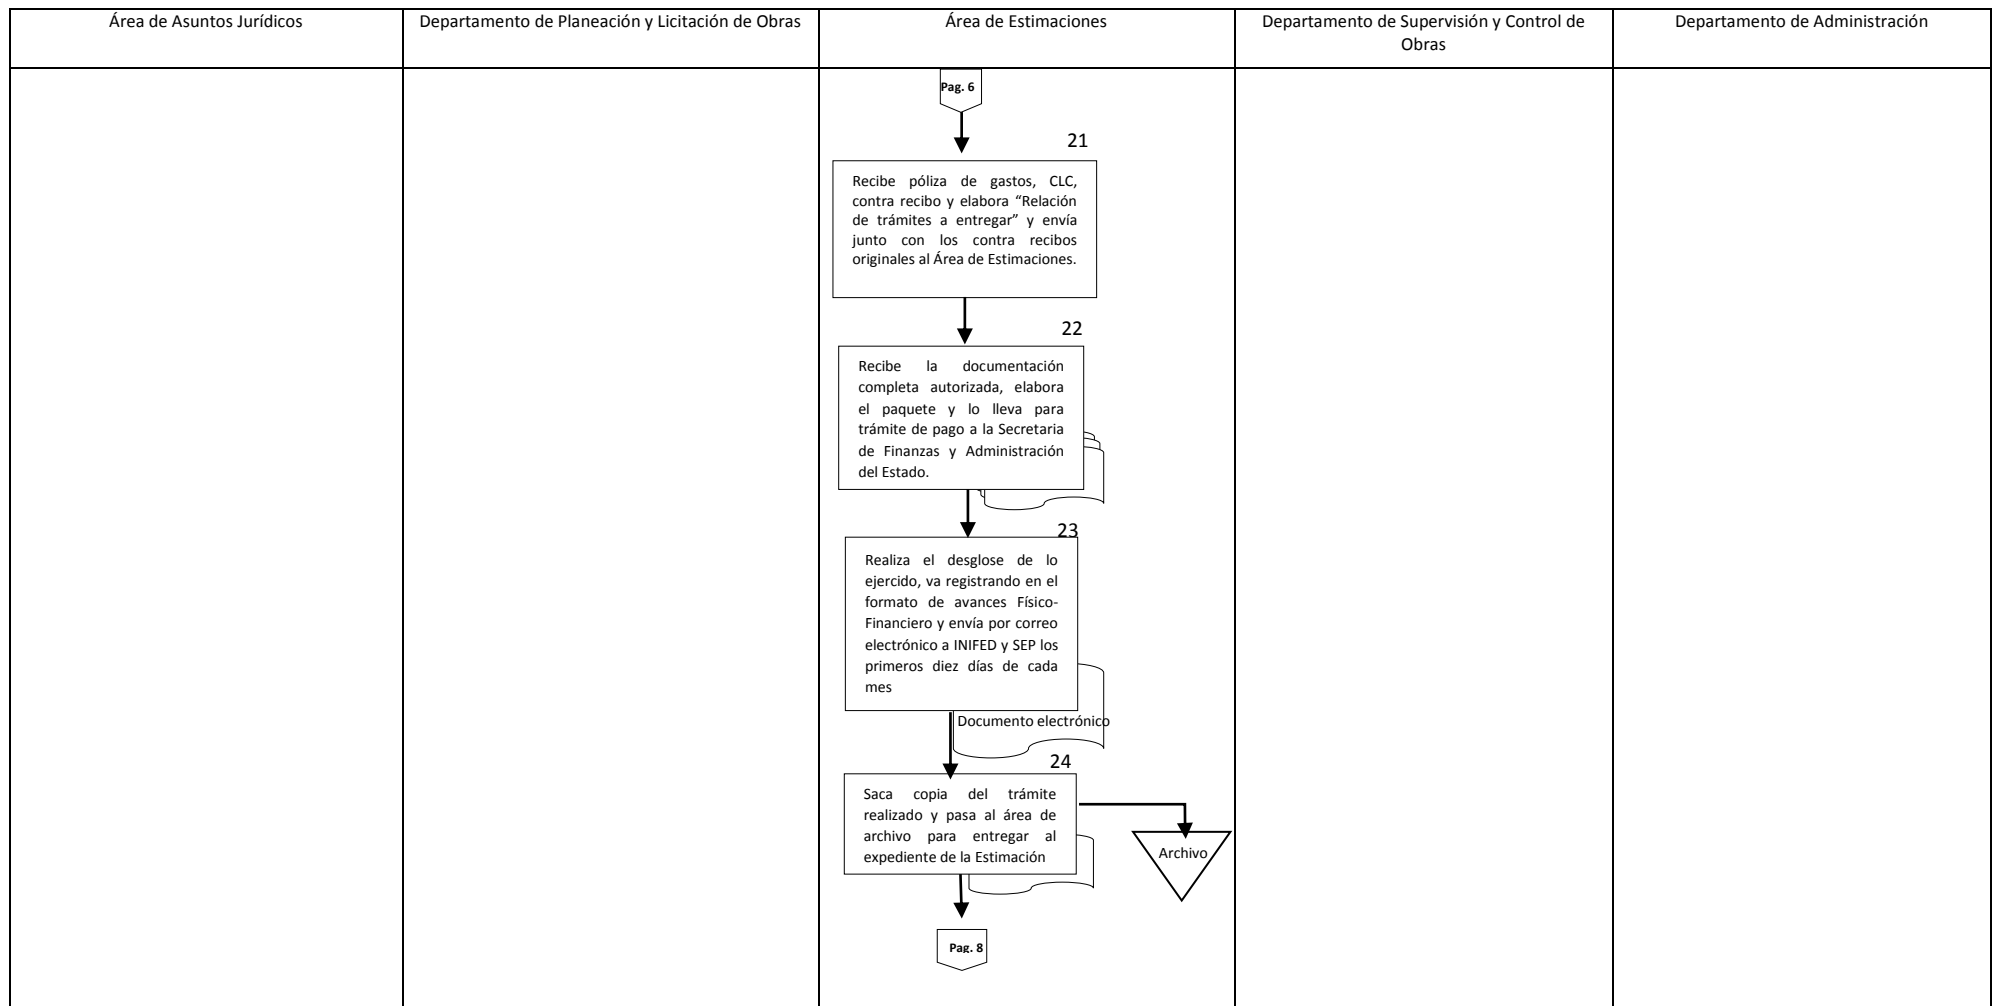 Área de Asuntos Jurídicos
Departamento de Planeación y Licitación de Obras
Área de Estimaciones
Departamento de Supervisión y Control de
Obras
Departamento de Administración
Pag. 6
21
Recibe póliza de gastos, CLC,
contra recibo y elabora “Relación
de trámites a entregar” y envía
junto con los contra recibos
originales al Área de Estimaciones.
22
Recibe la documentación
completa autorizada, elabora
el paquete y lo lleva para
trámite de pago a la Secretaria
de Finanzas y Administración
del Estado.
23
Realiza el desglose de lo
ejercido, va registrando en el
formato de avances Físico-
Financiero y envía por correo
electrónico a INIFED y SEP los
primeros diez días de cada
mes
Documento electrónico
24
Saca copia del trámite
realizado y pasa al área de
archivo para entregar al
expediente de la Estimación
Archivo
Pag. 8